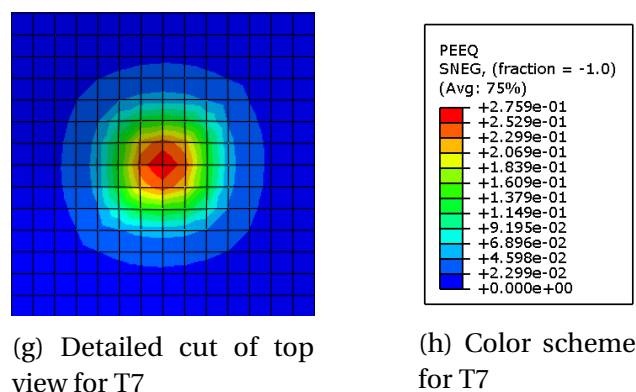 PEEQ
SNEG, (fraction = -1.0)
(Avg: 75%)
+2.759e-01
+2.529e-01
+2.299e-01
+2.069e-01
+1.839e-01
+1.609e-01
+1.379e-01
+1.149e-01
+9.195e-02
+6.896e-02
+4.598e-02
+2.299e-02
+0.000e+00
(g) Detailed cut of top
view for T7
(h) Color scheme
for T7